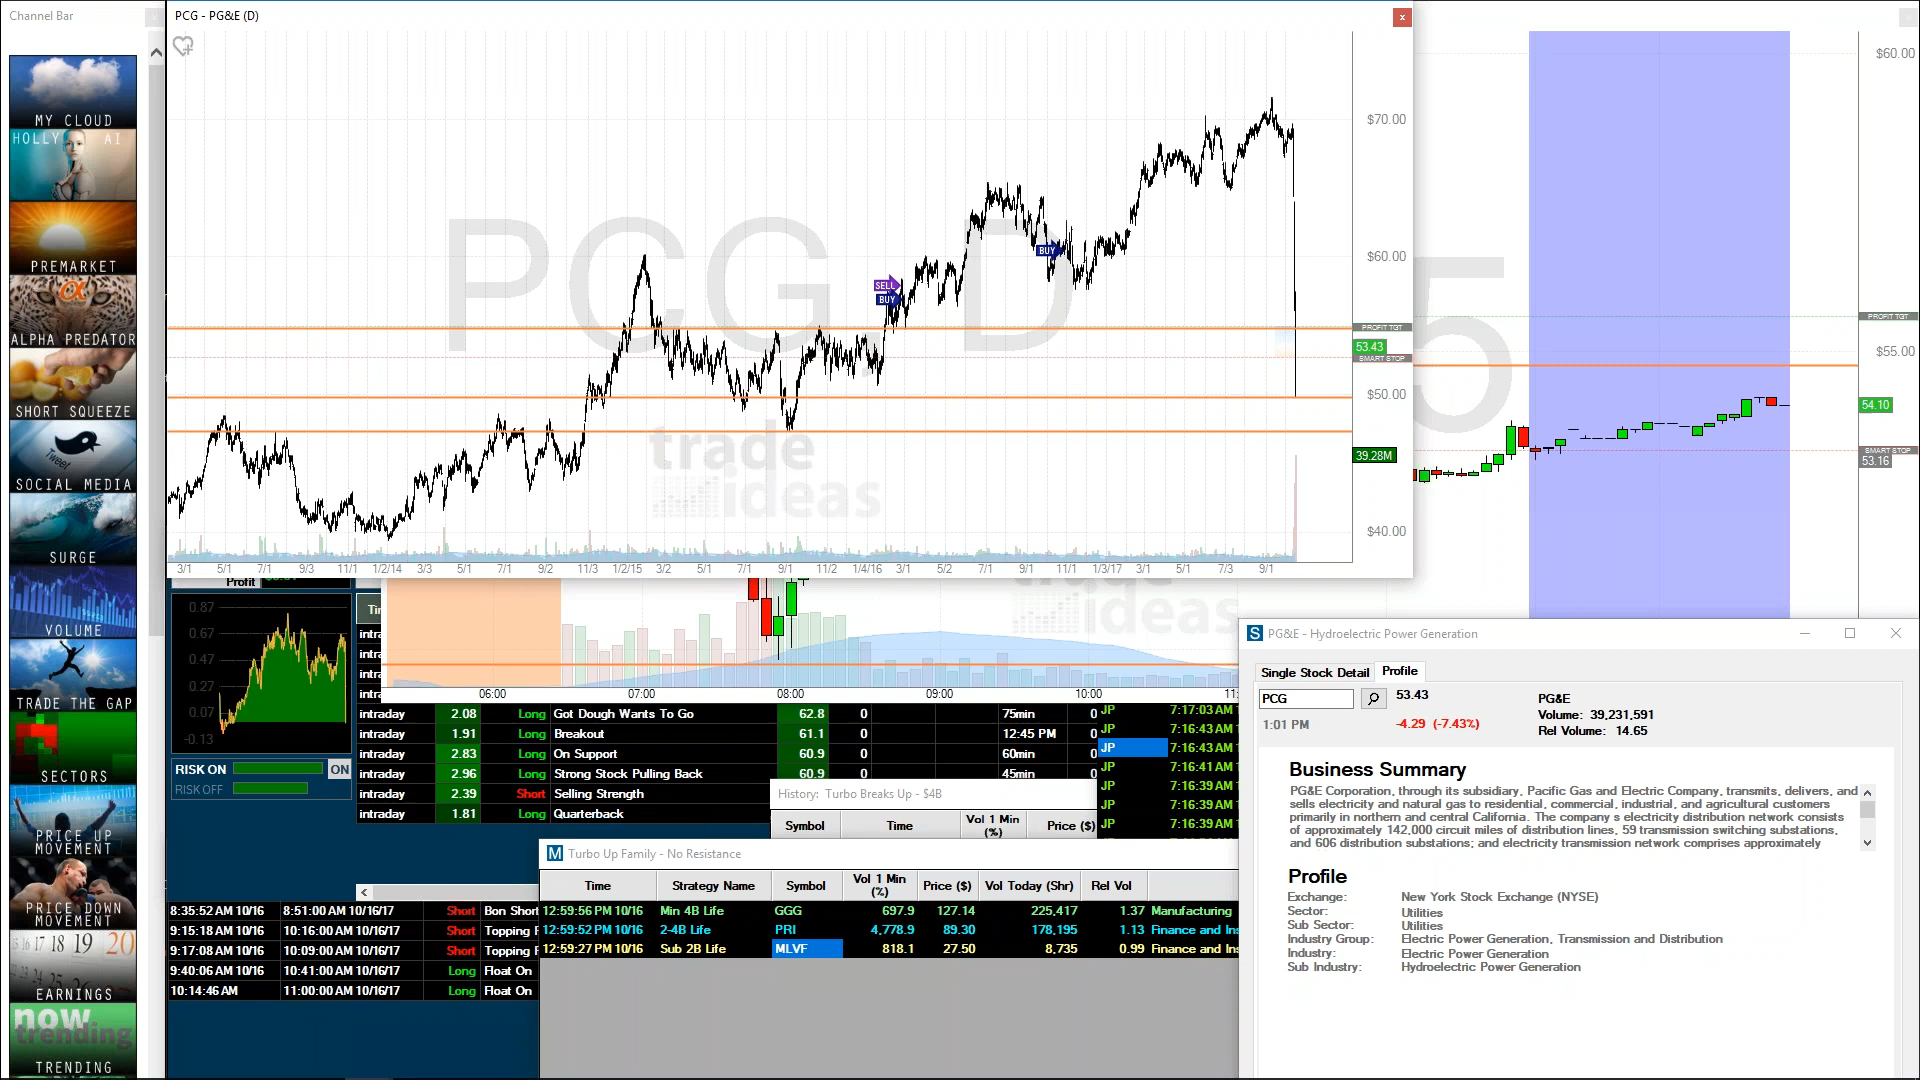 Channel Bar
MY CLOUD
HOLLY AI
PREMARKET
α
ALPHA PREDATOR
SHORT SQUEEZE
Tweet
SOCIAL MEDIA
SURGE
VOLUME
TRADE THE GAP
SECTORS
PRICE UP
MOVEMENT
PRICE DOWN
MOVEMENT
EARNINGS
now
trending
TRENDING
PCG - PG&E (D)
x
PCG, D
trade
ideas
SELL
BUY
BUY
$70.00
$60.00
PROFIT TGT
53.43
SMART STOP
$50.00
39.28M
$40.00
3/1 5/1 7/1 9/3 11/1 1/2/14 3/3 5/1 7/1 9/2 11/3 1/2/15 3/2 5/1 7/1 9/1 11/2 1/4/16 3/1 5/2 7/1 9/1 11/1 1/3/17 3/1 5/1 7/3 9/1
5
$60.00
PROFIT TGT
$55.00
54.10
SMART STOP
53.16
Profit
0.87
0.67
0.47
0.27
0.07
-0.13
RISK ON ON
RISK OFF
trade
ideas
06:00 07:00 08:00 09:00 10:00 11:
intraday 2.08 Long Got Dough Wants To Go 62.8 0 75min 0
intraday 1.91 Long Breakout 61.1 0 12:45 PM 0
intraday 2.83 Long On Support 60.9 0 60min 0
intraday 2.96 Long Strong Stock Pulling Back 60.9 0 45min 0
intraday 2.39 Short Selling Strength
intraday 1.81 Long Quarterback
JP 7:17:03 AM
JP 7:16:43 AM
JP 7:16:43 AM
JP 7:16:41 AM
JP 7:16:39 AM
JP 7:16:39 AM
JP 7:16:39 AM
History: Turbo Breaks Up - $4B
Symbol Time Vol 1 Min (%) Price ($)
M Turbo Up Family - No Resistance
Time Strategy Name Symbol Vol 1 Min (%) Price ($) Vol Today (Shr) Rel Vol
12:59:56 PM 10/16 Min 4B Life GGG 697.9 127.14 225,417 1.37 Manufacturing
12:59:52 PM 10/16 2-4B Life PRI 4,778.9 89.30 178,195 1.13 Finance and Ins
12:59:27 PM 10/16 Sub 2B Life MLVF 818.1 27.50 8,735 0.99 Finance and Ins
8:35:52 AM 10/16 8:51:00 AM 10/16/17 Short Bon Short
9:15:18 AM 10/16 10:16:00 AM 10/16/17 Short Topping
9:17:08 AM 10/16 10:09:00 AM 10/16/17 Short Topping
9:40:06 AM 10/16 10:41:00 AM 10/16/17 Long Float On
10:14:46 AM 11:00:00 AM 10/16/17 Long Float On
S PG&E - Hydroelectric Power Generation
Single Stock Detail Profile
PCG 53.43 PG&E
1:01 PM -4.29 (-7.43%) Volume: 39,231,591
Rel Volume: 14.65
Business Summary
PG&E Corporation, through its subsidiary, Pacific Gas and Electric Company, transmits, delivers, and
sells electricity and natural gas to residential, commercial, industrial, and agricultural customers
primarily in northern and central California. The company s electricity distribution network consists
of approximately 142,000 circuit miles of distribution lines, 59 transmission switching substations,
and 606 distribution substations; and electricity transmission network comprises approximately
Profile
Exchange: New York Stock Exchange (NYSE)
Sector: Utilities
Sub Sector: Utilities
Industry Group: Electric Power Generation, Transmission and Distribution
Industry: Electric Power Generation
Sub Industry: Hydroelectric Power Generation